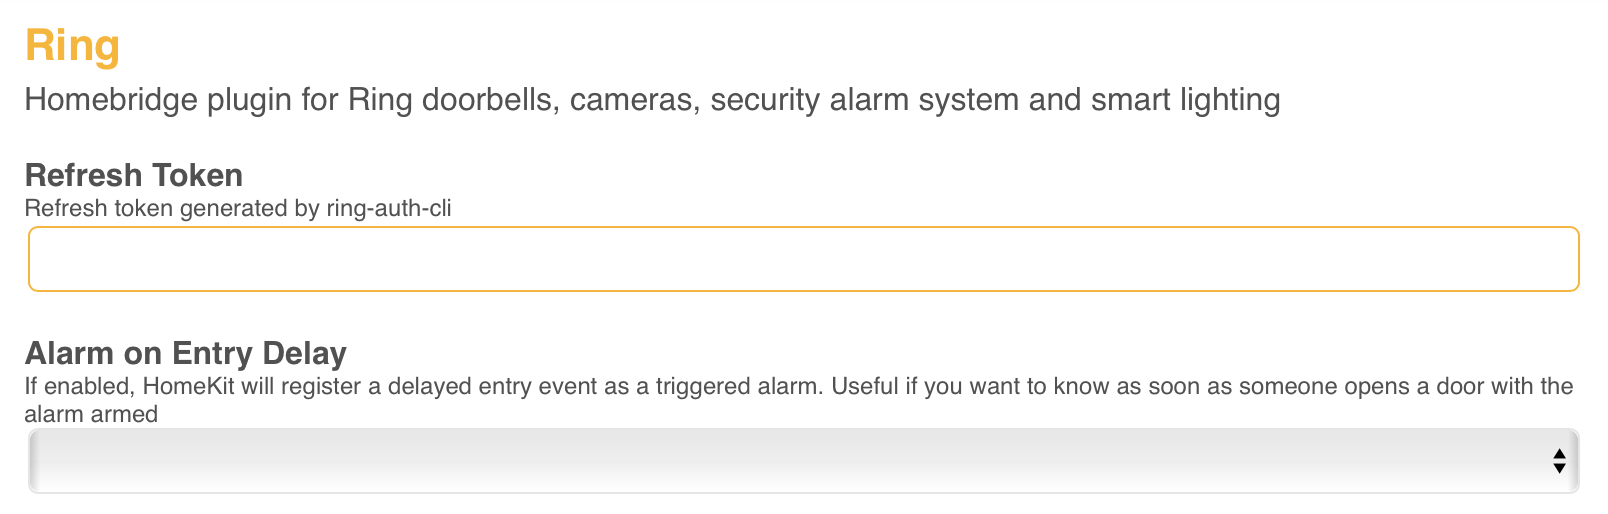 Ring
Homebridge plugin for Ring doorbells, cameras, security alarm system and smart lighting
Refresh Token
Refresh token generated by ring-auth-cli
Alarm on Entry Delay
If enabled, HomeKit will register a delayed entry event as a triggered alarm. Useful if you want to know as soon as someone opens a door with the
alarm armed